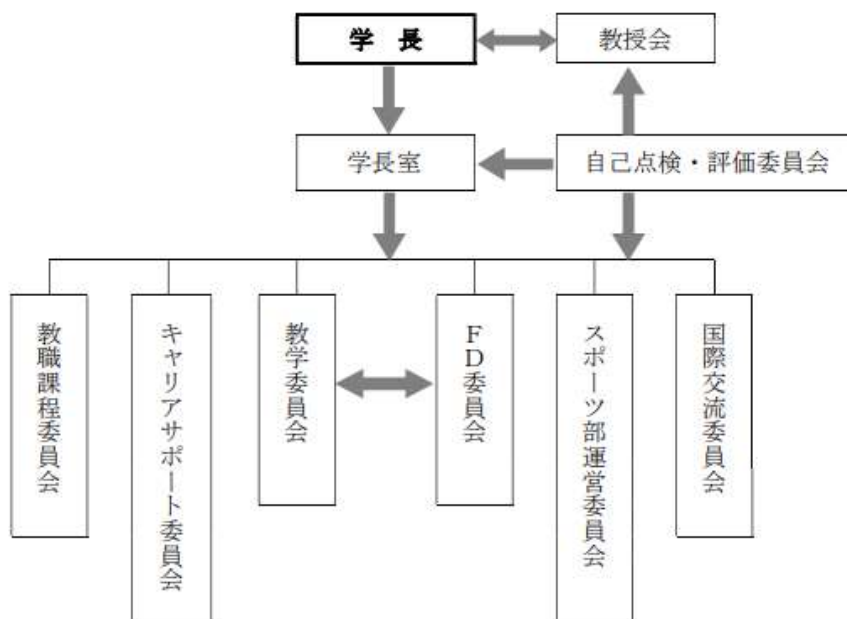 学 長
教授会
学長室
自己点検・評価委員会
教職課程委員会
キャリアサポート委員会
教学委員会
FD委員会
スポーツ部運営委員会
国際交流委員会